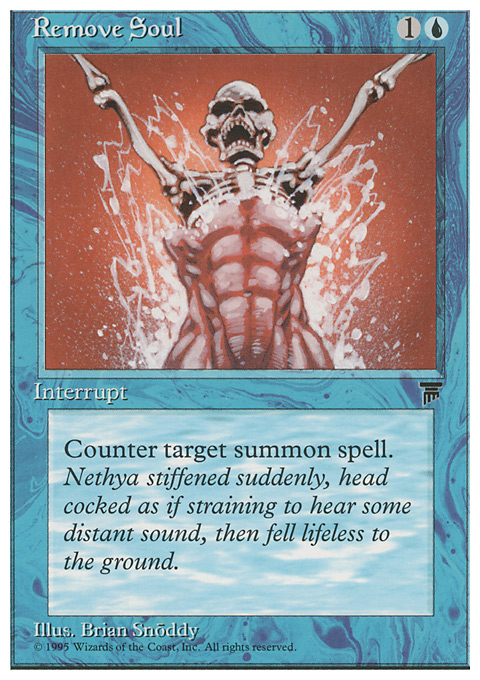 Remove Soul 1
Interrupt
Counter target summon spell.
Nethya stiffened suddenly, head
cocked as if straining to hear some
distant sound, then fell lifeless to
the ground.
Illus. Brian Snōddy
© 1995 Wizards of the Coast, Inc. All rights reserved.